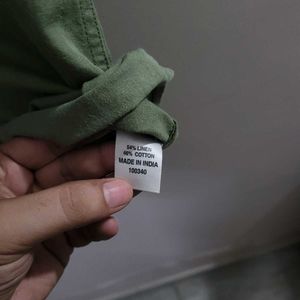 54% LINEN
46% COTTON
MADE IN INDIA
100340